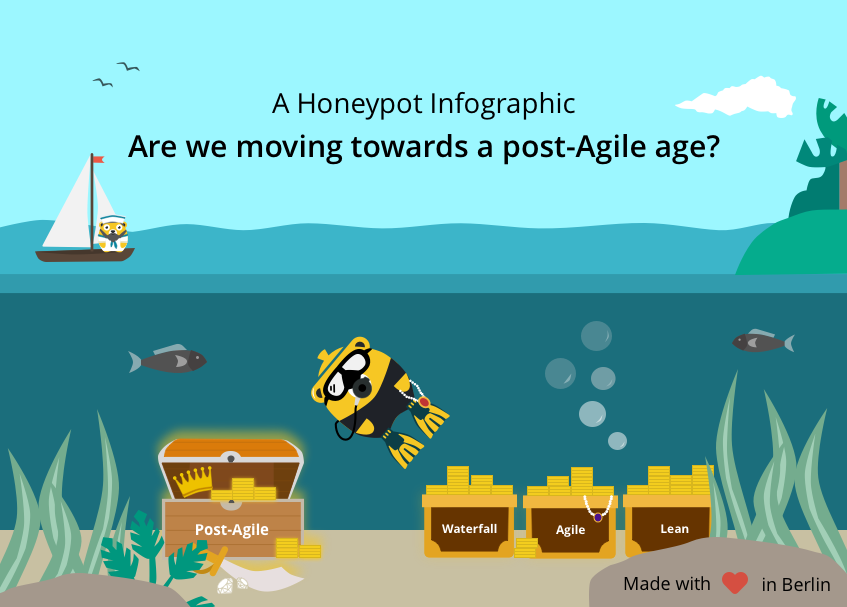 A Honeypot Infographic
Are we moving towards a post-Agile age?
Post-Agile
Waterfall
Agile
Lean
Made with
in Berlin